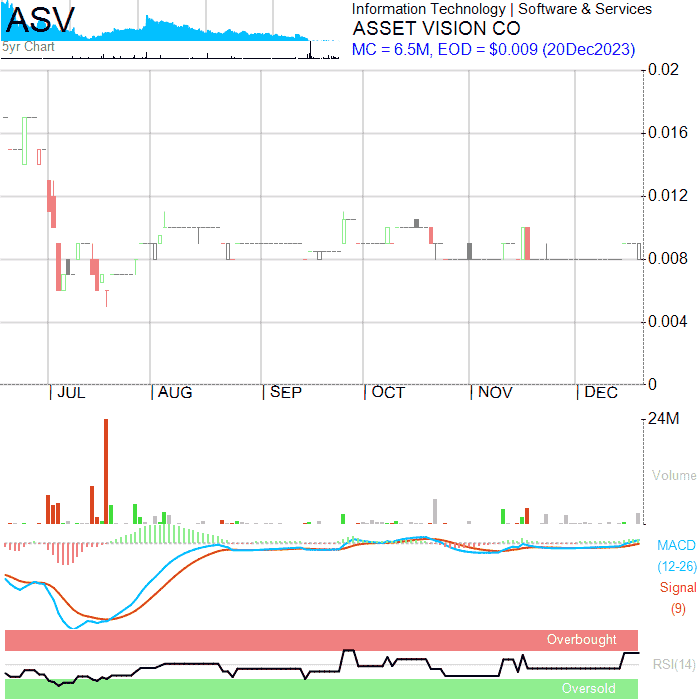 ASV
5yr Chart
Information Technology | Software & Services
ASSET VISION CO
MC = 6.5M, EOD = $0.009 (20Dec2023)
0.02
0.016
0.012
0.008
0.004
0
JUL AUG SEP OCT NOV DEC
24M
Volume
MACD
(12-26)
Signal
(9)
Overbought
RSI(14)
Oversold